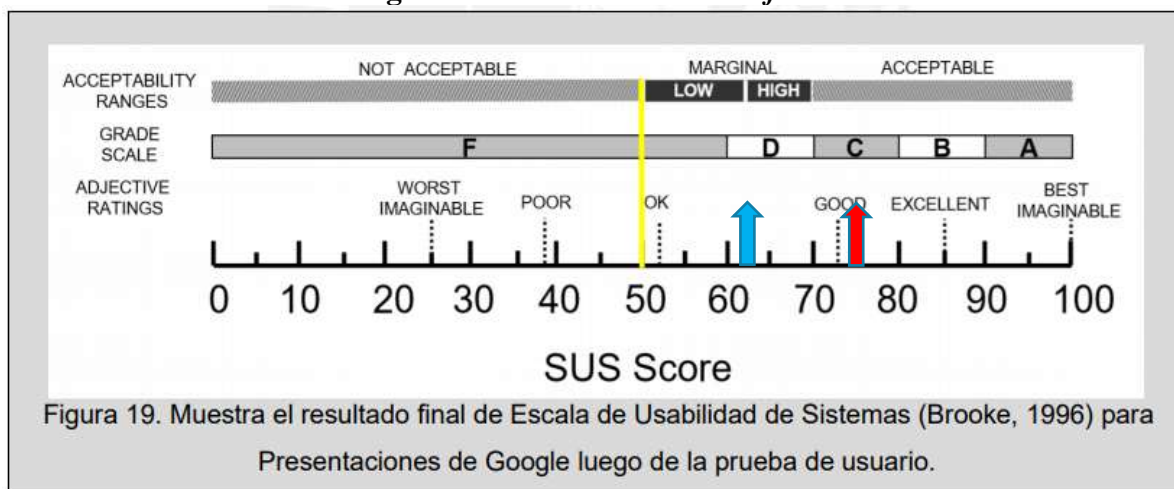 NOT ACCEPTABLE MARGINAL ACCEPTABLE
ACCEPTABILITY
RANGES
LOW HIGH
GRADE
SCALE
F D C B A
ADJECTIVE
RATINGS
WORST
IMAGINABLE
POOR
OK
GOOD
EXCELLENT
BEST
IMAGINABLE
0 10 20 30 40 50 60 70 80 90 100
SUS Score
Figura 19. Muestra el resultado final de Escala de Usabilidad de Sistemas (Brooke, 1996) para
Presentaciones de Google luego de la prueba de usuario.